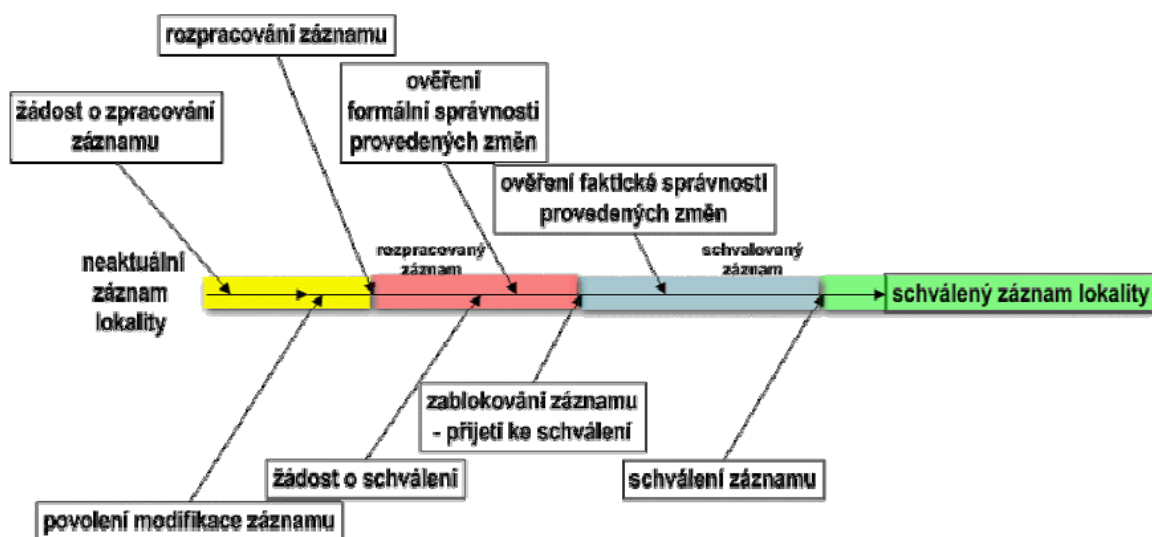 rozpracování záznamu
ověření
formální správnosti
provedených změn
žádost o zpracování
záznamu
ověření faktické správnosti
provedených změn
neaktuální
záznam
lokality
rozpracovaný
záznam
schvalovaný
záznam
schválený záznam lokality
zablokování záznamu
- přijetí ke schválení
žádost o schválení
schválení záznamu
povolení modifikace záznamu